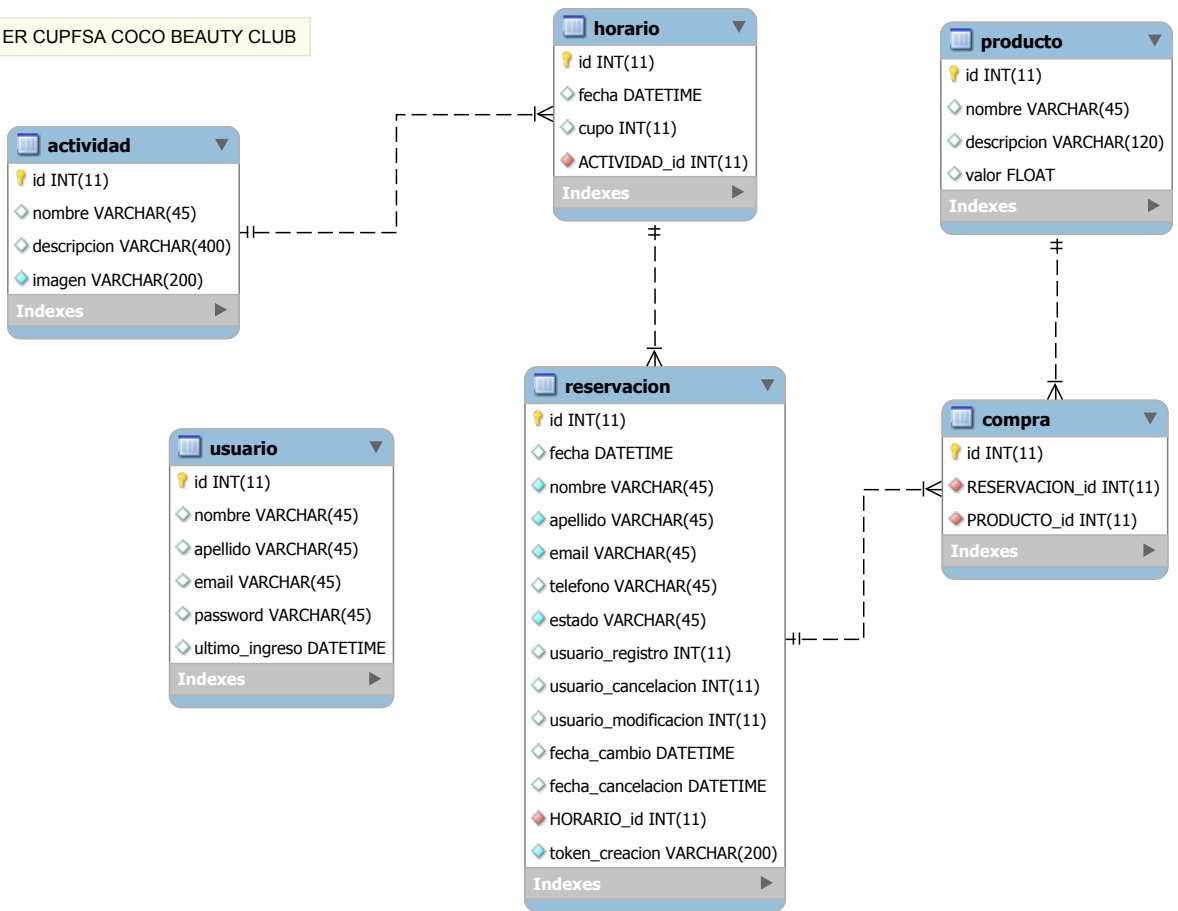 ER CUPFSA COCO BEAUTY CLUB
actividad
id INT(11)
nombre VARCHAR(45)
descripcion VARCHAR(400)
imagen VARCHAR(200)
Indexes
horario
id INT(11)
fecha DATETIME
cupo INT(11)
ACTIVIDAD_id INT(11)
Indexes
producto
id INT(11)
nombre VARCHAR(45)
descripcion VARCHAR(120)
valor FLOAT
Indexes
usuario
id INT(11)
nombre VARCHAR(45)
apellido VARCHAR(45)
email VARCHAR(45)
password VARCHAR(45)
ultimo_ingreso DATETIME
Indexes
reservacion
id INT(11)
fecha DATETIME
nombre VARCHAR(45)
apellido VARCHAR(45)
email VARCHAR(45)
telefono VARCHAR(45)
estado VARCHAR(45)
usuario_registro INT(11)
usuario_cancelacion INT(11)
usuario_modificacion INT(11)
fecha_cambio DATETIME
fecha_cancelacion DATETIME
HORARIO_id INT(11)
token_creacion VARCHAR(200)
Indexes
compra
id INT(11)
RESERVACION_id INT(11)
PRODUCTO_id INT(11)
Indexes